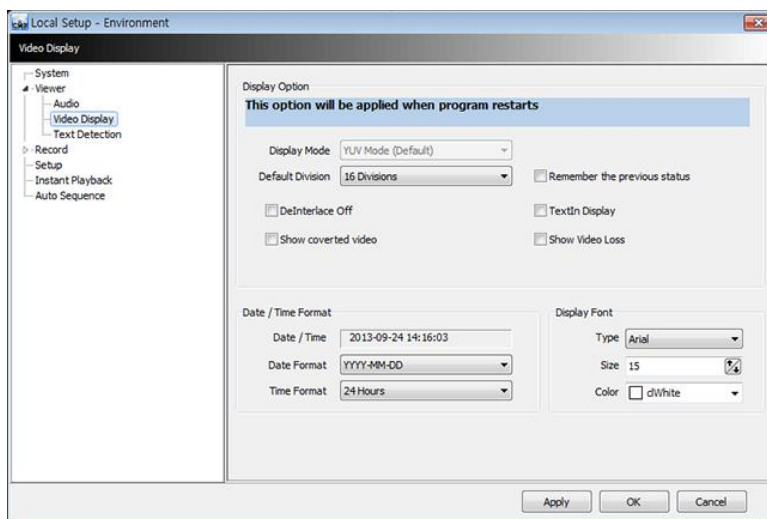 Local Setup - Environment
Video Display
System
Viewer
Audio
Video Display
Text Detection
Record
Setup
Instant Playback
Auto Sequence
Display Option
This option will be applied when program restarts
Display Mode YUV Mode (Default)
Default Division 16 Divisions Remember the previous status
DeInterlace Off TextIn Display
Show coverted video Show Video Loss
Date / Time Format
Date / Time 2013-09-24 14:16:03
Date Format YYYY-MM-DD
Time Format 24 Hours
Display Font
Type Arial
Size 15
Color clWhite
Apply OK Cancel